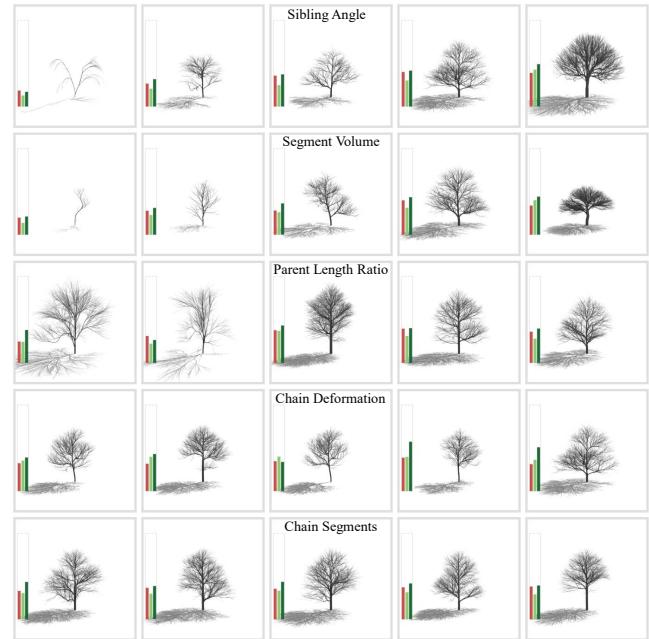 Sibling Angle
Segment Volume
Parent Length Ratio
Chain Deformation
Chain Segments